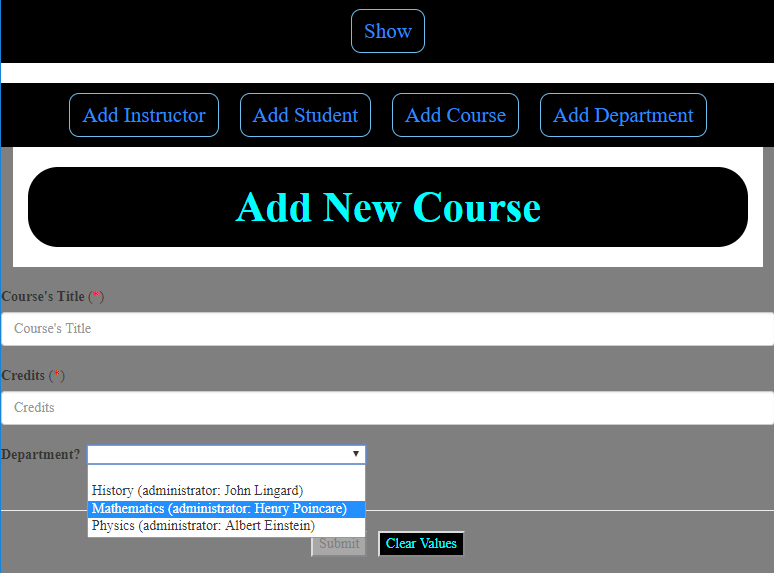 Show
Add Instructor Add Student Add Course Add Department
Add New Course
Course's Title (*)
Course's Title
Credits (*)
Credits
Department?
History (administrator: John Lingard)
Mathematics (administrator: Henry Poincare)
Physics (administrator: Albert Einstein)
Submit Clear Values